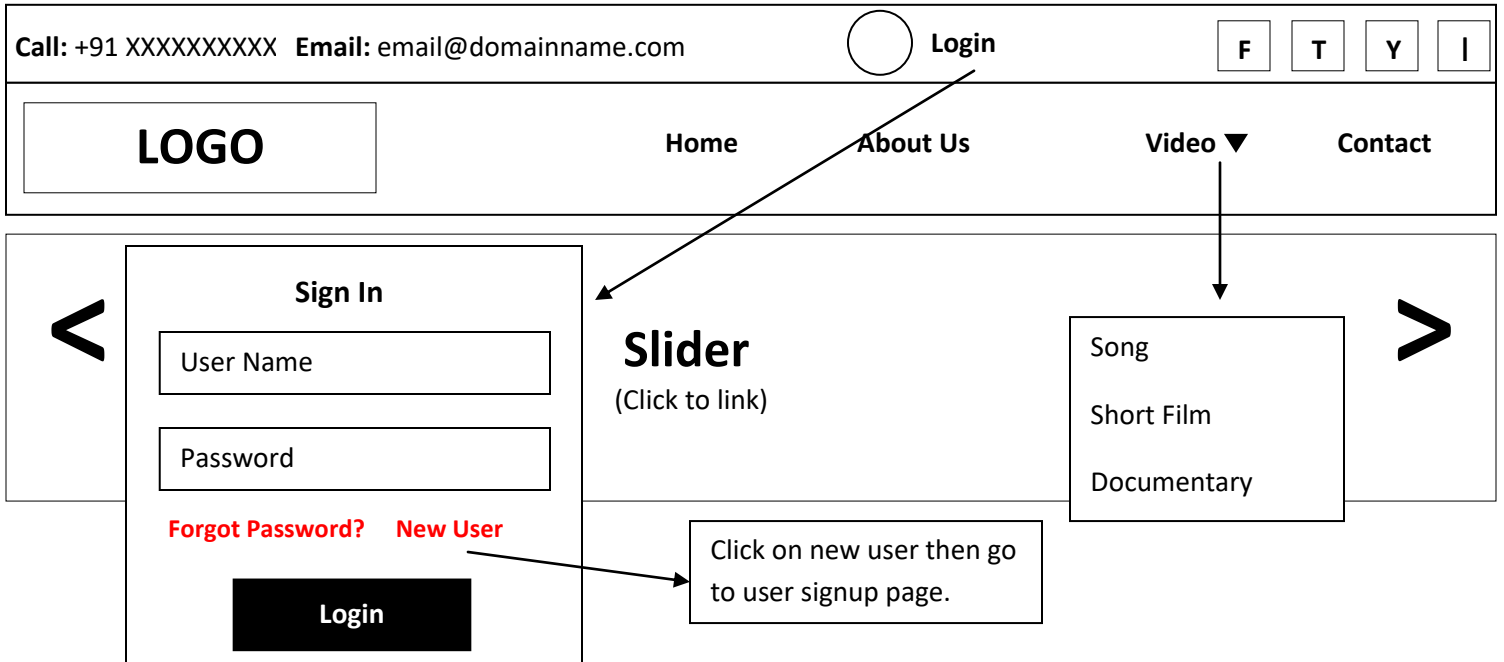 Call: +91 XXXXXXXXXX Email: email@domainname.com
Login
F T Y |
LOGO
Home About Us Video Contact
<
Sign In
User Name
Password
Forgot Password? New User
Login
Slider
(Click to link)
Song
Short Film
Documentary
>
Click on new user then go
to user signup page.